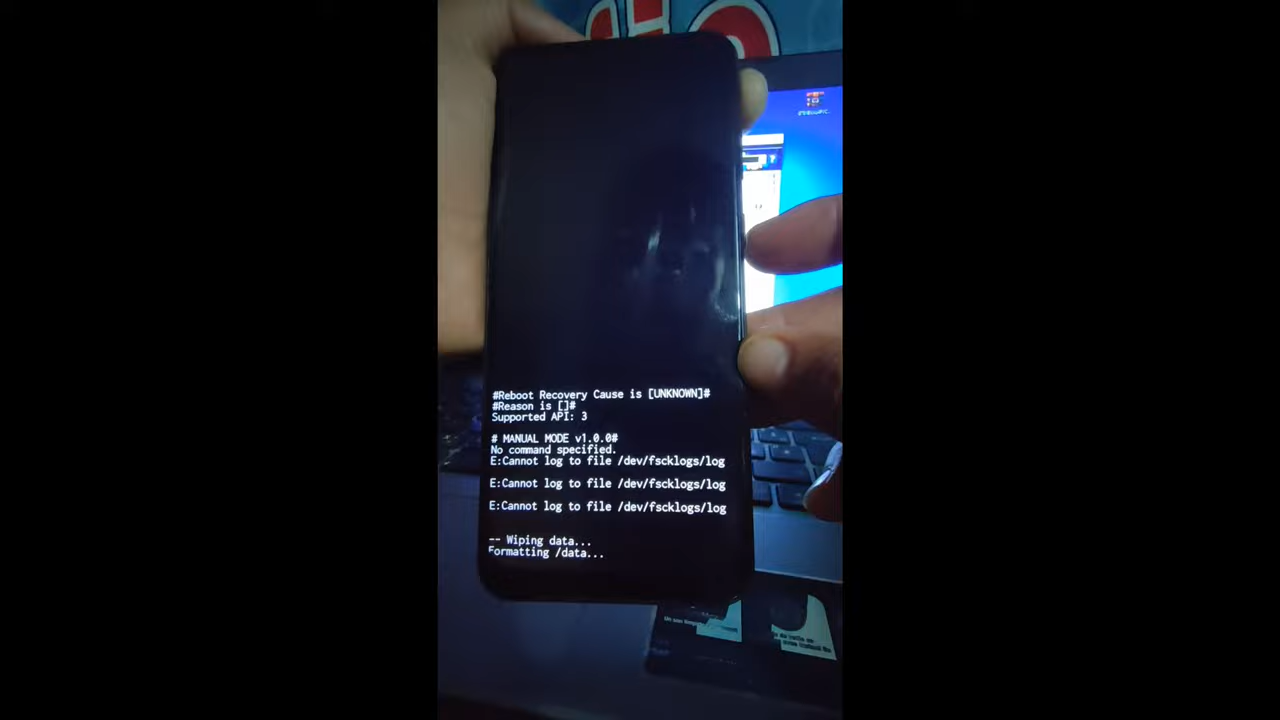 #Reboot Recovery Cause is [UNKNOWN]#
#Reason is []#
Supported API: 3
# MANUAL MODE v1.0.0#
No command specified.
E:Cannot log to file /dev/fscklogs/log
E:Cannot log to file /dev/fscklogs/log
E:Cannot log to file /dev/fscklogs/log
-- Wiping data...
Formatting /data...